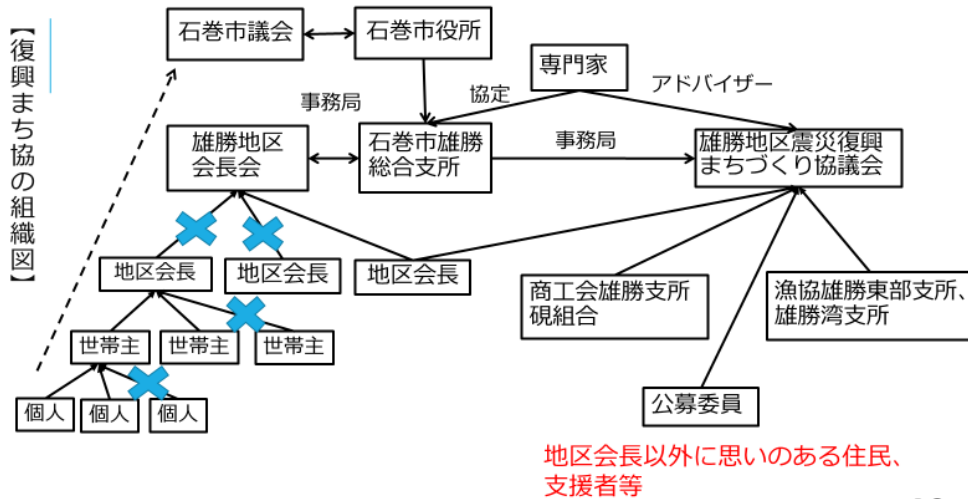 【復興まち協の組織図】
石巻市議会
石巻市役所
専門家
協定
アドバイザー
事務局
雄勝地区
会長会
石巻市雄勝
総合支所
事務局
雄勝地区震災復興
まちづくり協議会
地区会長
地区会長
地区会長
商工会雄勝支所
硯組合
漁協雄勝東部支所、
雄勝湾支所
世帯主
世帯主
世帯主
個人
個人
個人
公募委員
地区会長以外に思いのある住民、
支援者等